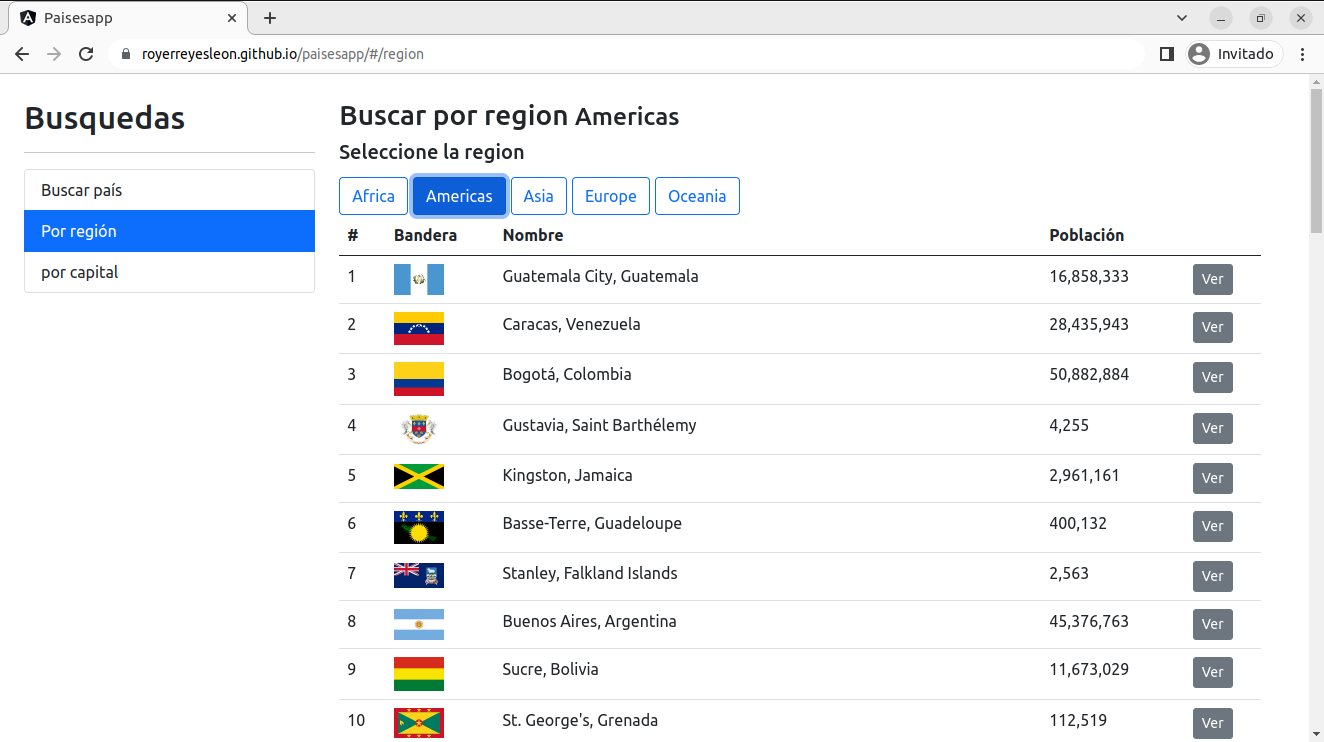 Paisesapp
royerreyesleon.github.io/paisesapp/#/region
Invitado
Busquedas
Buscar país
Por región
por capital
Buscar por region Americas
Seleccione la region
Africa Americas Asia Europe Oceania
# Bandera Nombre Población
1 Guatemala City, Guatemala 16,858,333 Ver
2 Caracas, Venezuela 28,435,943 Ver
3 Bogotá, Colombia 50,882,884 Ver
4 Gustavia, Saint Barthélemy 4,255 Ver
5 Kingston, Jamaica 2,961,161 Ver
6 Basse-Terre, Guadeloupe 400,132 Ver
7 Stanley, Falkland Islands 2,563 Ver
8 Buenos Aires, Argentina 45,376,763 Ver
9 Sucre, Bolivia 11,673,029 Ver
10 St. George's, Grenada 112,519 Ver